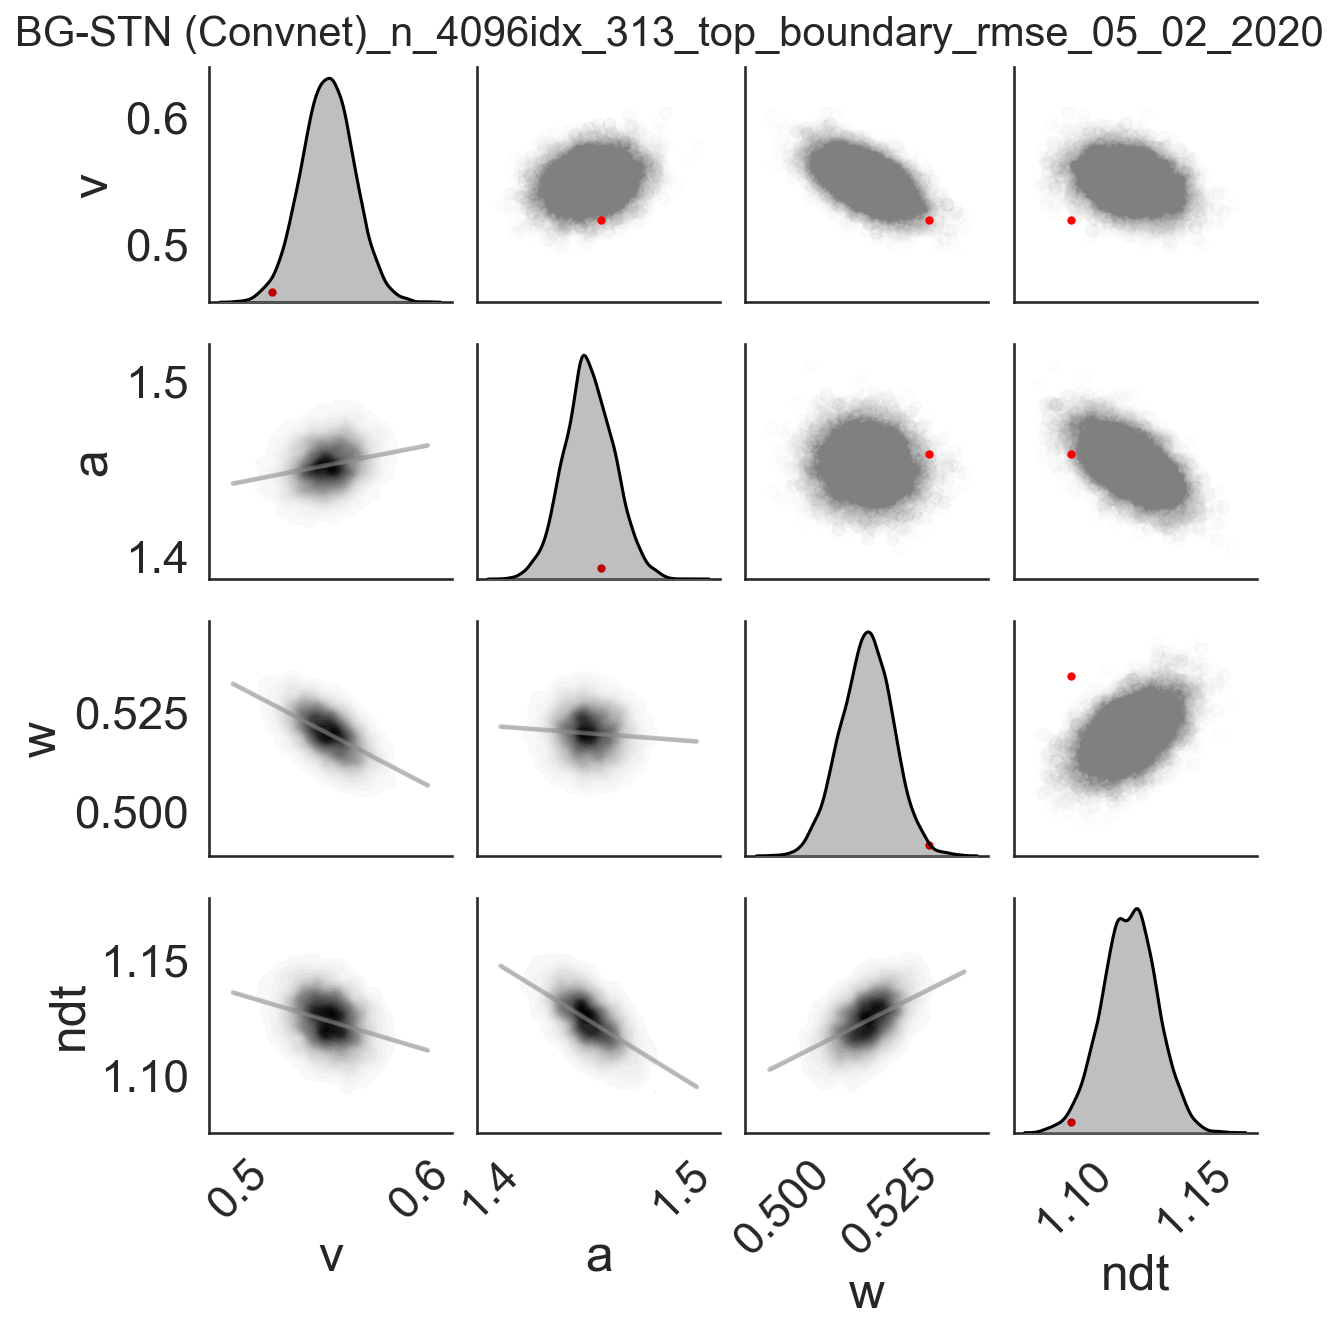 BG-STN (Convnet)_n_4096idx_313_top_boundary_rmse_05_02_2020
0.6
v
0.5
1.5
a
1.4
0.525
w
0.500
1.15
ndt
1.10
0.5 0.6 1.4 1.5 0.500 0.525 1.10 1.15
v a w ndt